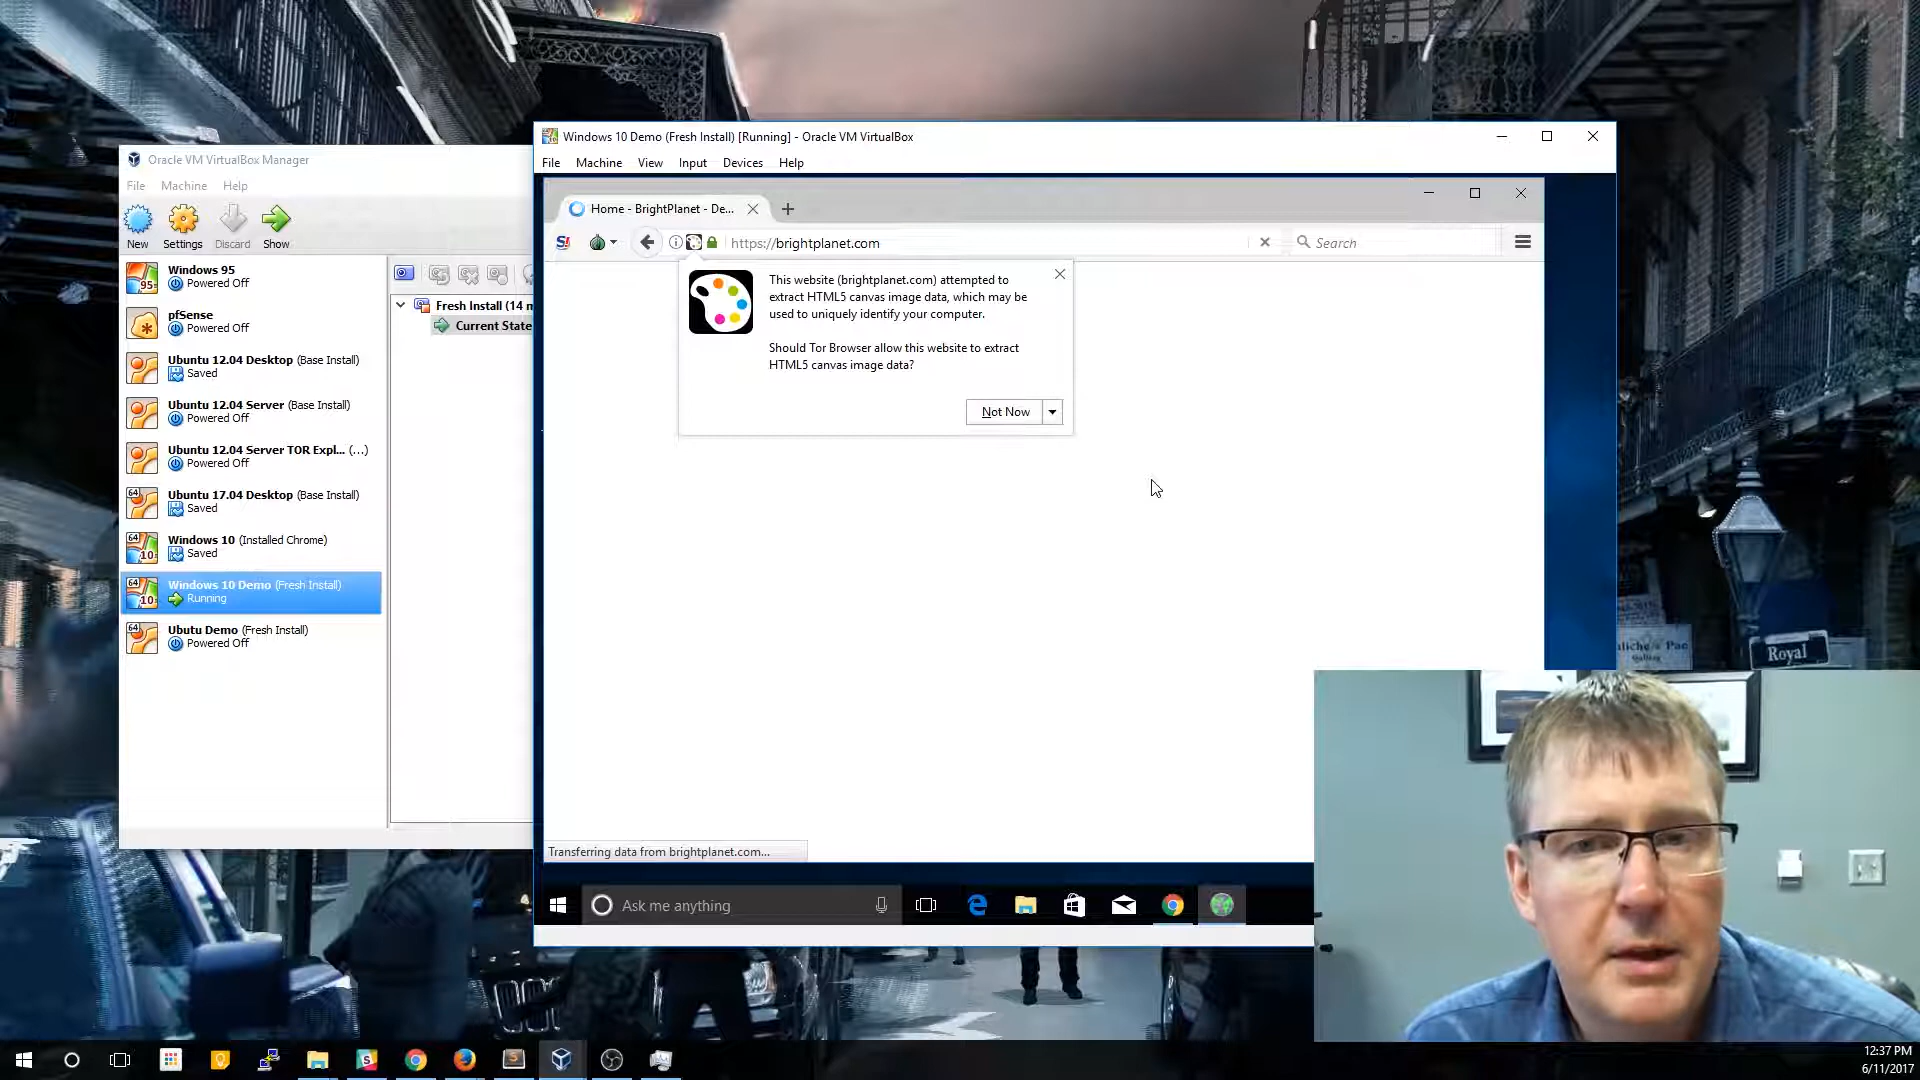 Oracle VM VirtualBox Manager
File Machine Help
New Settings Discard Show
Windows 95
Powered Off
pfSense
Powered Off
Ubuntu 12.04 Desktop (Base Install)
Saved
Ubuntu 12.04 Server (Base Install)
Powered Off
Ubuntu 12.04 Server TOR Expl... (...)
Powered Off
Ubuntu 17.04 Desktop (Base Install)
Saved
Windows 10 (Installed Chrome)
Saved
Windows 10 Demo (Fresh Install)
Running
Ubutu Demo (Fresh Install)
Powered Off
Fresh Install (14 m
Current State
Windows 10 Demo (Fresh Install) [Running] - Oracle VM VirtualBox
File Machine View Input Devices Help
Home - BrightPlanet - De...
https://brightplanet.com
Search
This website (brightplanet.com) attempted to
extract HTML5 canvas image data, which may be
used to uniquely identify your computer.
Should Tor Browser allow this website to extract
HTML5 canvas image data?
Not Now
Transferring data from brightplanet.com...
Ask me anything
Royal
12:37 PM
6/11/2017